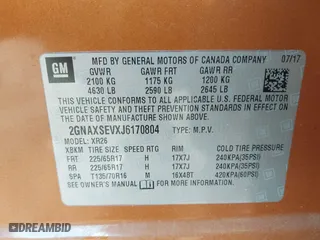 GM
MFD BY GENERAL MOTORS OF CANADA COMPANY 07/17
GVWR GAWR FRT GAWR RR
2100 KG 1175 KG 1200 KG
4630 LB 2590 LB 2645 LB
THIS VEHICLE CONFORMS TO ALL APPLICABLE U.S. FEDERAL MOTOR
VEHICLE SAFETY AND THEFT PREVENTION STANDARDS IN EFFECT
ON THE DATE OF MANUFACTURE SHOWN ABOVE.
2GNAXSEVXJ6170804 TYPE: M.P.V.
MODEL: XR26
XBKM TIRE SIZE SPEED RTG RIM COLD TIRE PRESSURE
FRT 225/65R17 H 17X7J 240KPA(35PSI)
RR 225/65R17 H 17X7J 240KPA(35PSI)
SPA T135/70R16 M 16X4BT 420KPA(60PSI)
DID I WANT IT